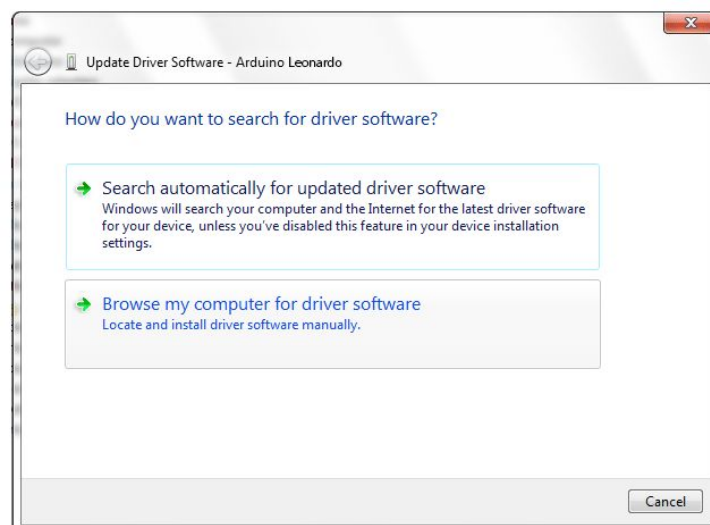 Update Driver Software - Arduino Leonardo
How do you want to search for driver software?
Search automatically for updated driver software
Windows will search your computer and the Internet for the latest driver software
for your device, unless you've disabled this feature in your device installation
settings.
Browse my computer for driver software
Locate and install driver software manually.
Cancel